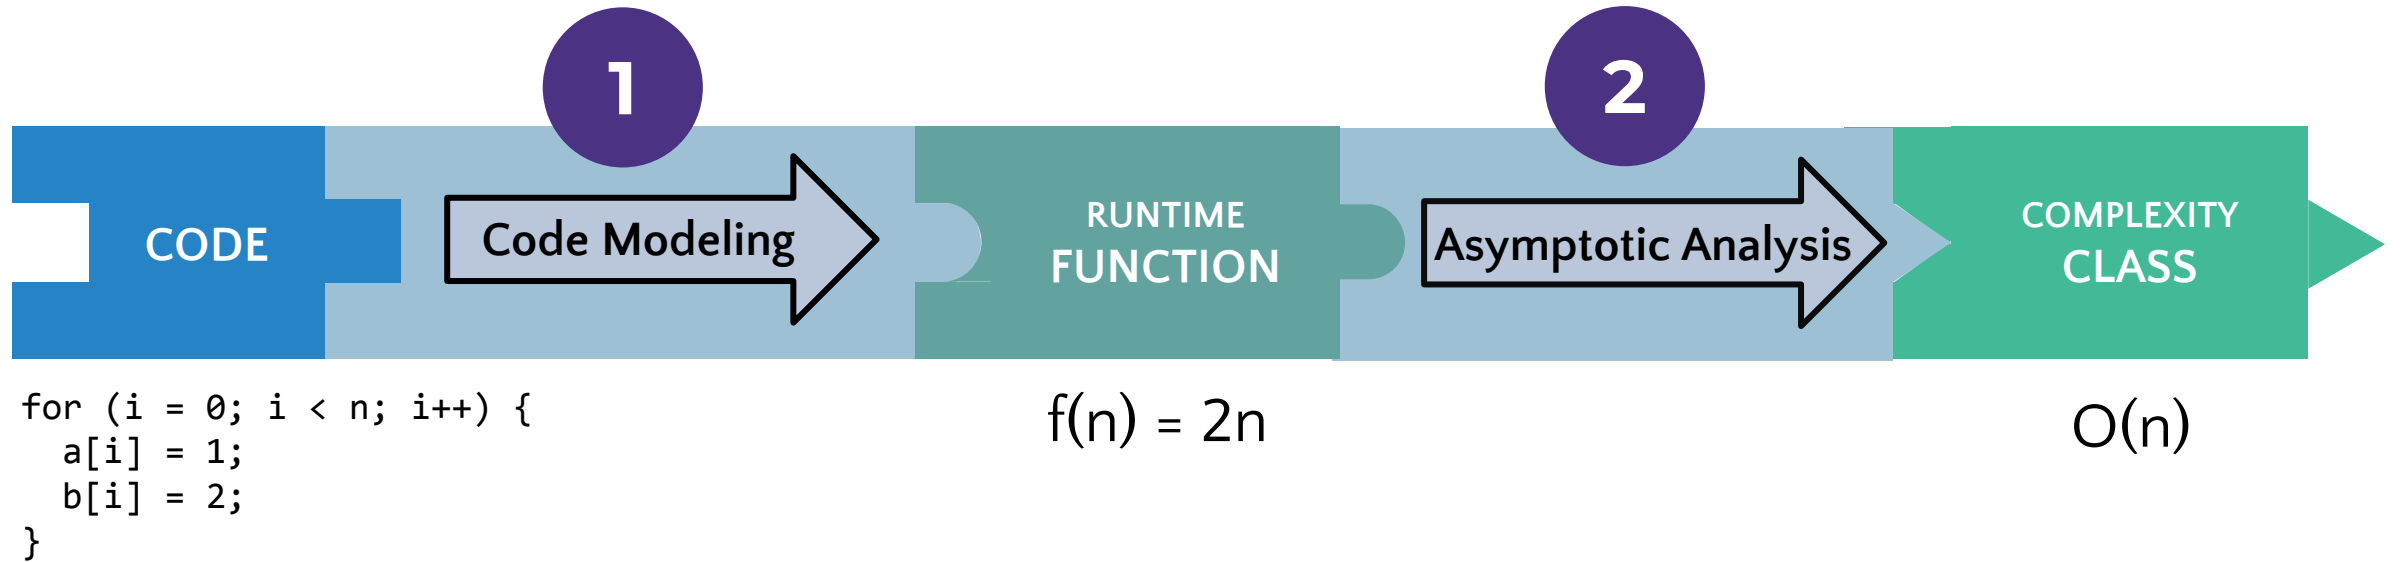 1
2
CODE
Code Modeling
RUNTIME
FUNCTION
Asymptotic Analysis
COMPLEXITY
CLASS
for (i = 0; i < n; i++) {
  a[i] = 1;
  b[i] = 2;
}
f(n) = 2n
O(n)